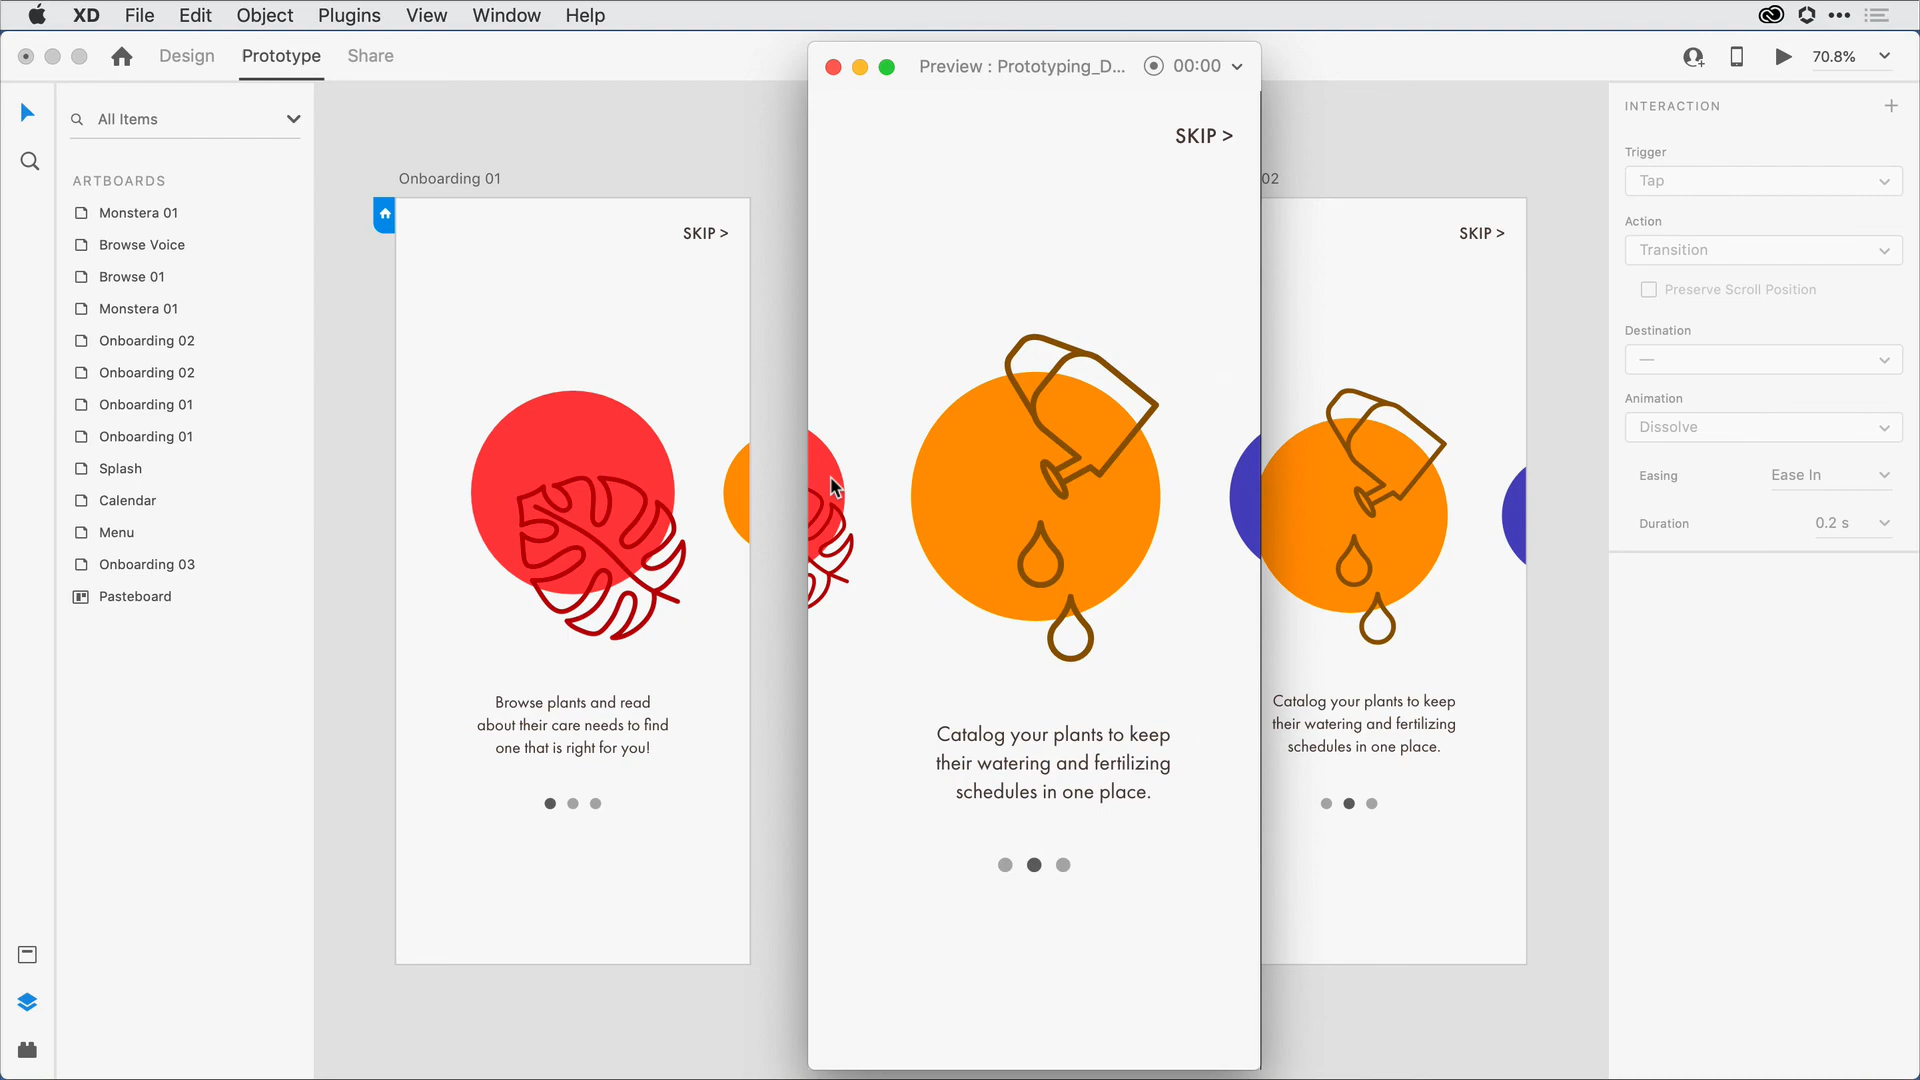 XD File Edit Object Plugins View Window Help
Design Prototype Share
70.8%
All Items
ARTBOARDS
Monstera 01
Browse Voice
Browse 01
Monstera 01
Onboarding 02
Onboarding 02
Onboarding 01
Onboarding 01
Splash
Calendar
Menu
Onboarding 03
Pasteboard
Onboarding 01
SKIP >
Browse plants and read
about their care needs to find
one that is right for you!
Preview : Prototyping_D... 00:00
SKIP >
Catalog your plants to keep
their watering and fertilizing
schedules in one place.
02
SKIP >
Catalog your plants to keep
their watering and fertilizing
schedules in one place.
INTERACTION
Trigger
Tap
Action
Transition
Preserve Scroll Position
Destination
—
Animation
Dissolve
Easing Ease In
Duration 0.2 s